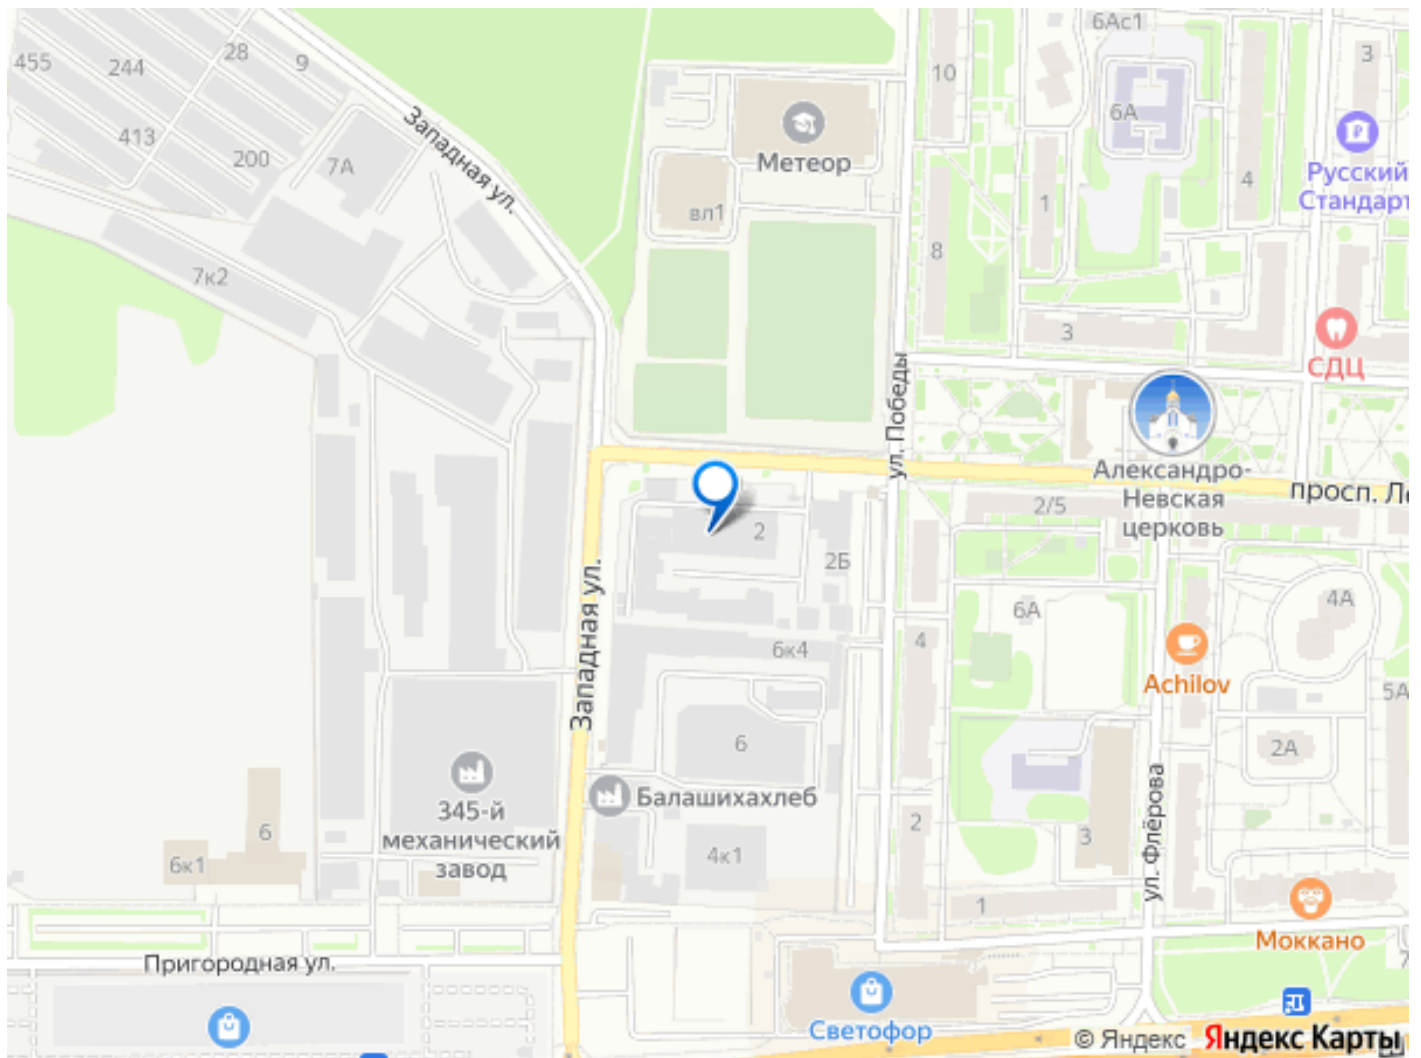 6Ас1
455
244
28
9
10
3
413
200
7А
Западная ул.
Метеор
6А
Русский
Стандарт
4
вл1
1
8
7к2
3
СДЦ
ул. Победы
Александро-
Невская
церковь
просп. Ле
2/5
2
2Б
6А
4А
Западная ул.
6к4
4
Achilov
5А
6
2А
345-й
механический
завод
Балашихахлеб
2
3
ул. Флёрова
6
6к1
4к1
1
Моккано
Пригородная ул.
7
Светофор
© Яндекс Яндекс Карты